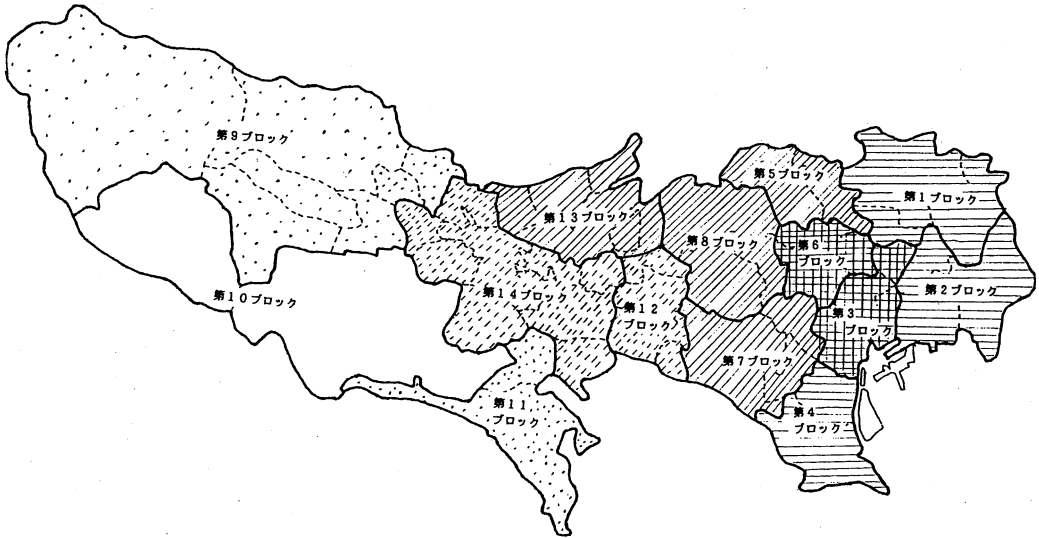 第9ブロック
第5ブロック
第1ブロック
第13ブロック
第8ブロック
第6
ブロック
第10ブロック
第14ブロック
第12
ブロック
第3
ブロック
第2ブロック
第7ブロック
第11
ブロック
第4
ブロック